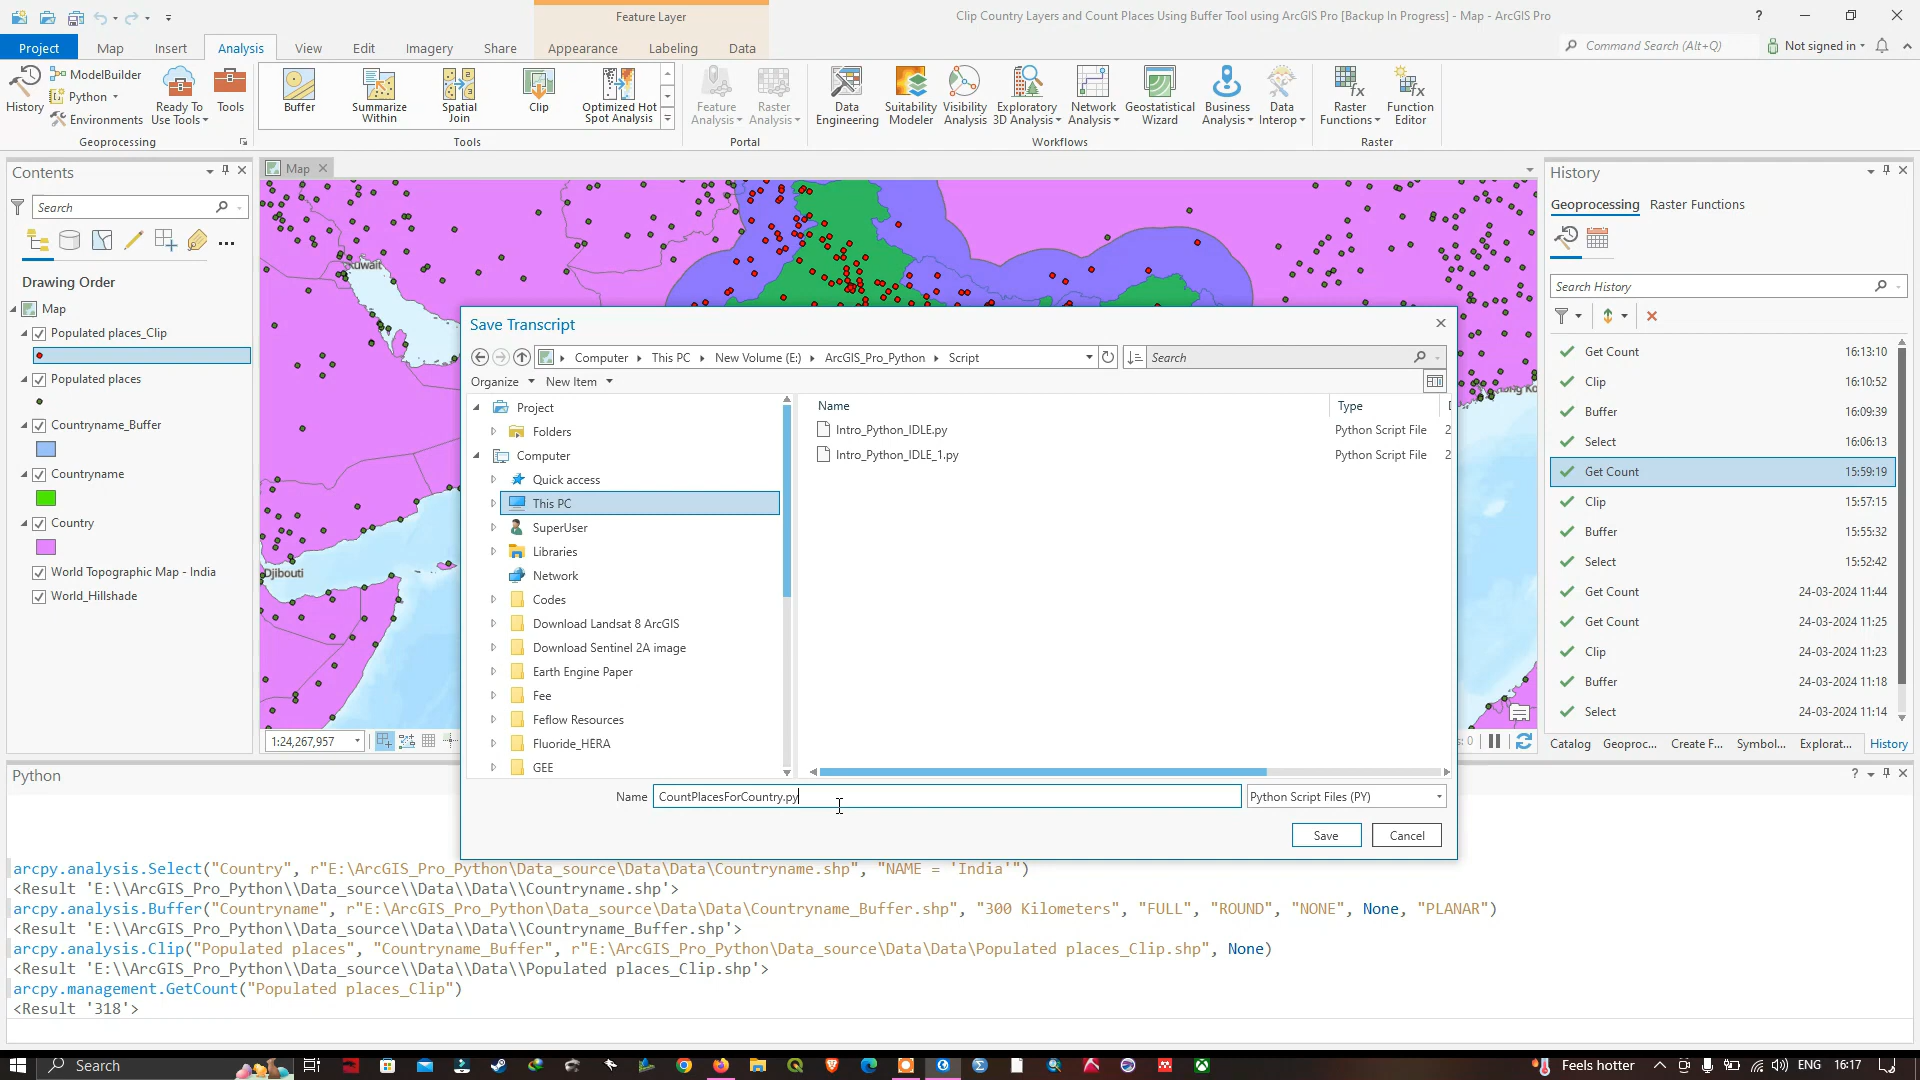 Feature Layer
Clip Country Layers and Count Places Using Buffer Tool using ArcGIS Pro [Backup In Progress] - Map - ArcGIS Pro
?
Project Map Insert Analysis View Edit Imagery Share Appearance Labeling Data
Command Search (Alt+Q)
Not signed in
History
ModelBuilder
Python
Environments
Ready To Use Tools
Tools
Geoprocessing
Buffer
Summarize Within
Spatial Join
Clip
Optimized Hot Spot Analysis
Tools
Feature Analysis
Raster Analysis
Portal
Data Engineering
Suitability Modeler
Visibility Analysis
Exploratory 3D Analysis
Network Analysis
Geostatistical Wizard
Business Analysis
Data Interop
Workflows
Raster Functions
Function Editor
Raster
Contents
Search
Drawing Order
Map
Populated places_Clip
Populated places
Countryname_Buffer
Countryname
Country
World Topographic Map - India
World_Hillshade
Map
Kuwait
Djibouti
1:24,267,957
Save Transcript
Computer This PC New Volume (E:) ArcGIS_Pro_Python Script
Search
Organize New Item
Project
Folders
Computer
Quick access
This PC
SuperUser
Libraries
Network
Codes
Download Landsat 8 ArcGIS
Download Sentinel 2A image
Earth Engine Paper
Fee
Feflow Resources
Fluoride_HERA
GEE
Name Type
Intro_Python_IDLE.py Python Script File 2
Intro_Python_IDLE_1.py Python Script File 2
Name CountPlacesForCountry.py Python Script Files (PY)
Save Cancel
History
Geoprocessing Raster Functions
Search History
Get Count 16:13:10
Clip 16:10:52
Buffer 16:09:39
Select 16:06:13
Get Count 15:59:19
Clip 15:57:15
Buffer 15:55:32
Select 15:52:42
Get Count 24-03-2024 11:44
Get Count 24-03-2024 11:25
Clip 24-03-2024 11:23
Buffer 24-03-2024 11:18
Select 24-03-2024 11:14
Catalog Geoproc... Create F... Symbol... Explorat... History
Python
?
arcpy.analysis.Select("Country", r"E:\ArcGIS_Pro_Python\Data_source\Data\Data\Countryname.shp", "NAME = 'India'")
<Result 'E:\\ArcGIS_Pro_Python\\Data_source\\Data\\Data\\Countryname.shp'>
arcpy.analysis.Buffer("Countryname", r"E:\ArcGIS_Pro_Python\Data_source\Data\Data\Countryname_Buffer.shp", "300 Kilometers", "FULL", "ROUND", "NONE", None, "PLANAR")
<Result 'E:\\ArcGIS_Pro_Python\\Data_source\\Data\\Data\\Countryname_Buffer.shp'>
arcpy.analysis.Clip("Populated places", "Countryname_Buffer", r"E:\ArcGIS_Pro_Python\Data_source\Data\Data\Populated places_Clip.shp", None)
<Result 'E:\\ArcGIS_Pro_Python\\Data_source\\Data\\Data\\Populated places_Clip.shp'>
arcpy.management.GetCount("Populated places_Clip")
<Result '318'>
Search
Feels hotter
ENG 16:17